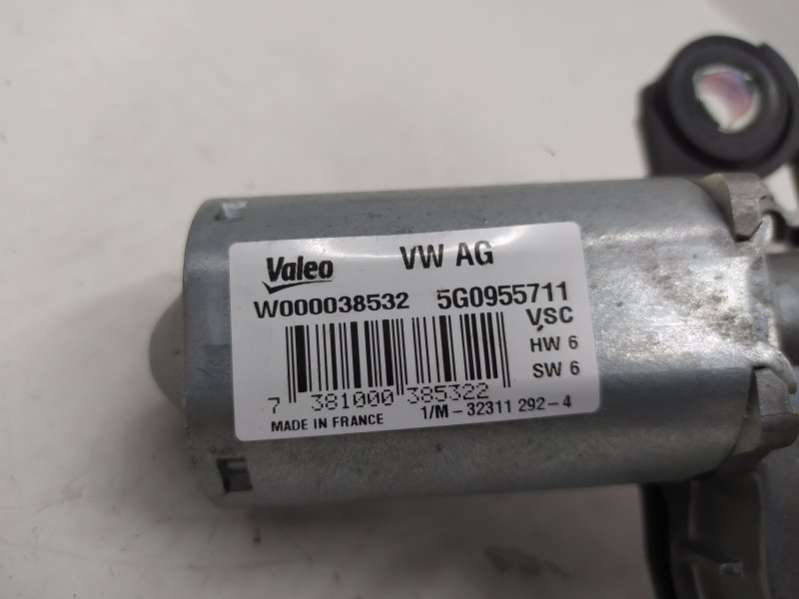 Valeo VW AG
W000038532 5G0955711
VSC
HW 6
SW 6
7 381000 385322
MADE IN FRANCE 1/M-32311 292-4